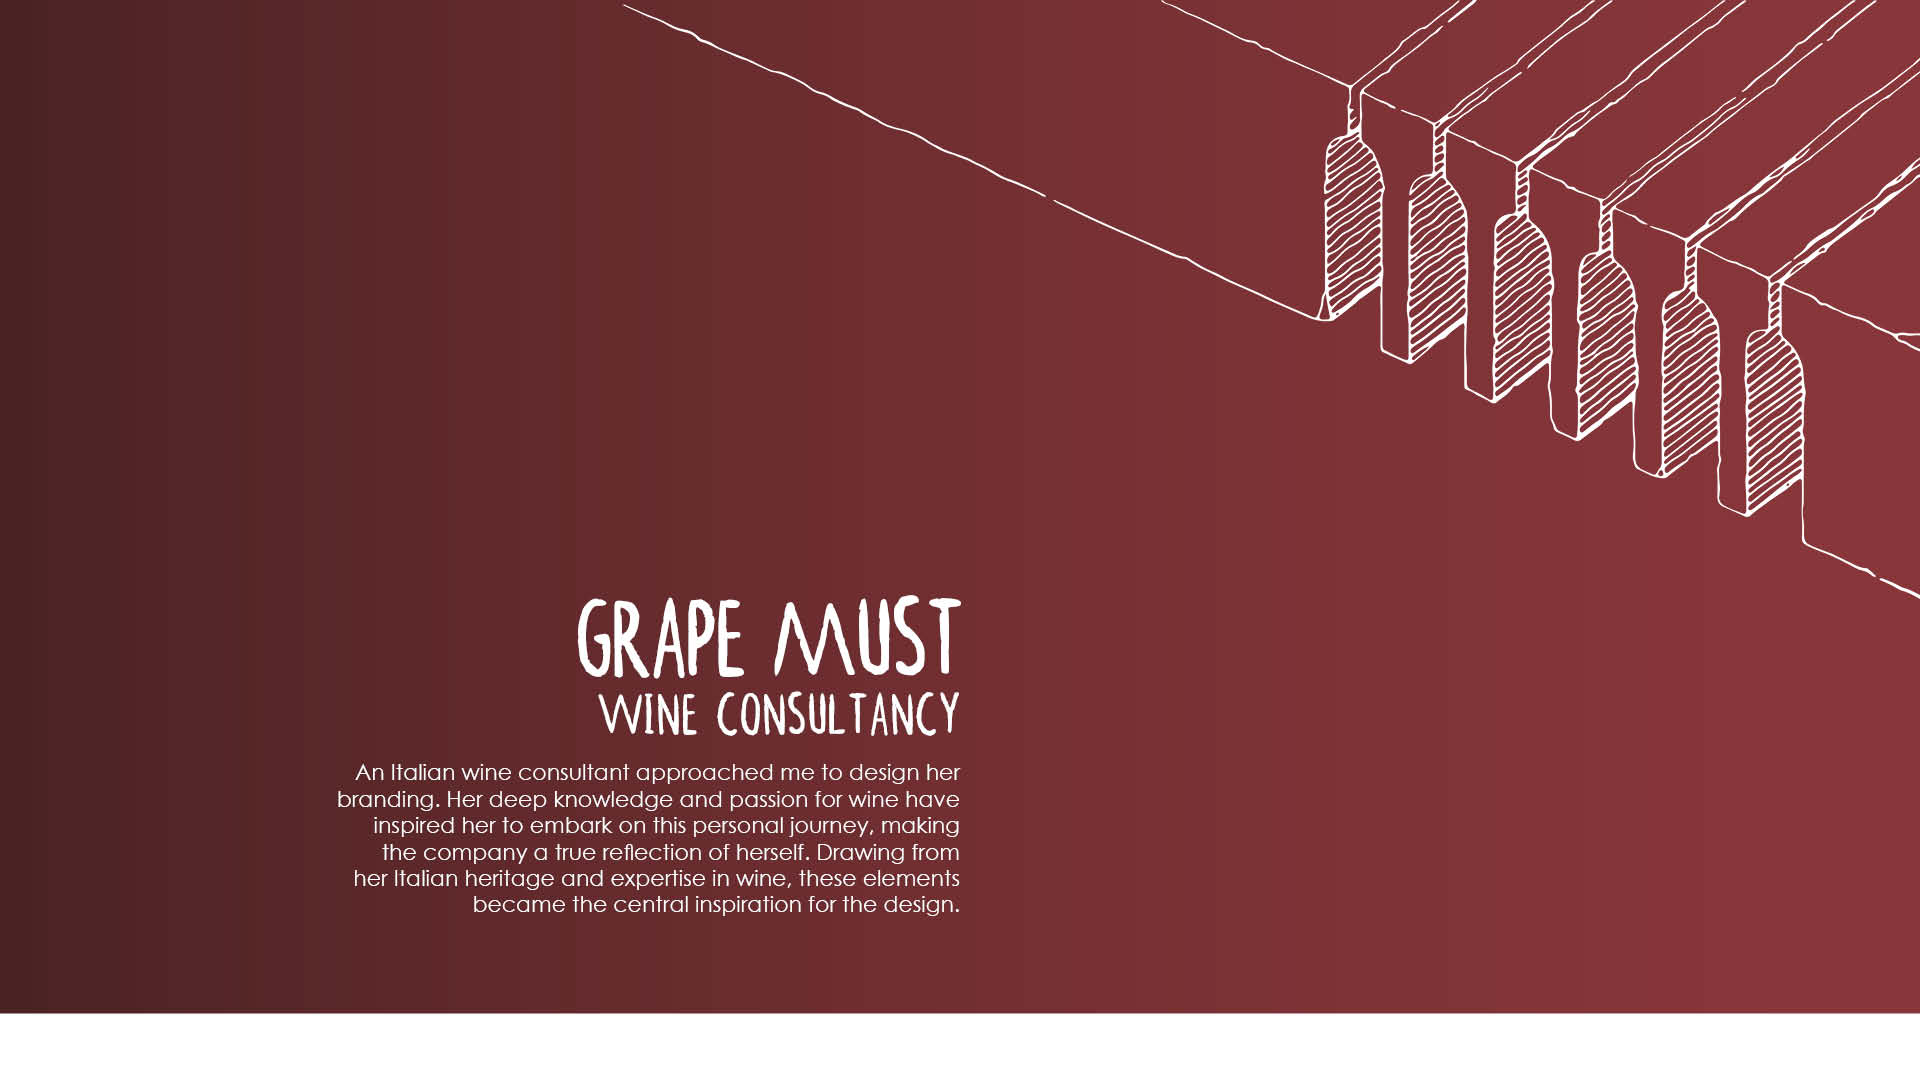 GRAPE MUST
WINE CONSULTANCY
An Italian wine consultant approached me to design her
branding. Her deep knowledge and passion for wine have
inspired her to embark on this personal journey, making
the company a true reflection of herself. Drawing from
her Italian heritage and expertise in wine, these elements
became the central inspiration for the design.